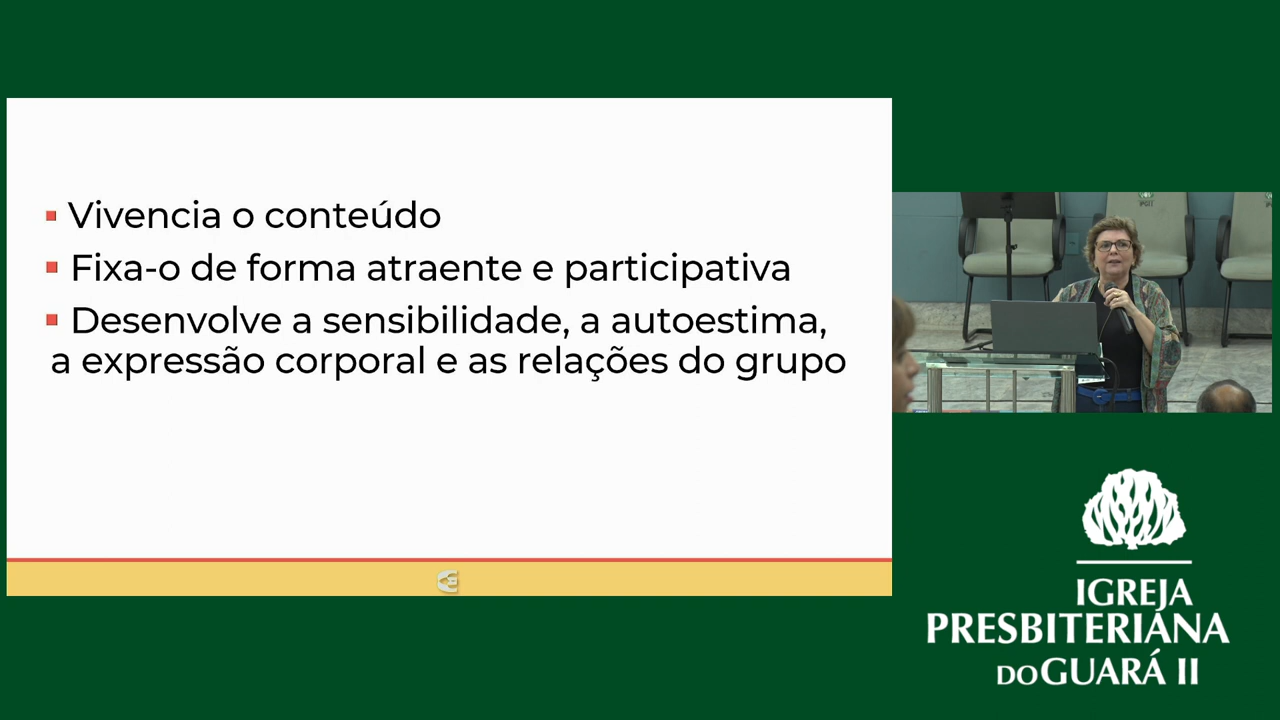 Vivencia o conteúdo
Fixa-o de forma atraente e participativa
Desenvolve a sensibilidade, a autoestima,
a expressão corporal e as relações do grupo
IGREJA
PRESBITERIANA
DO GUARÁ II